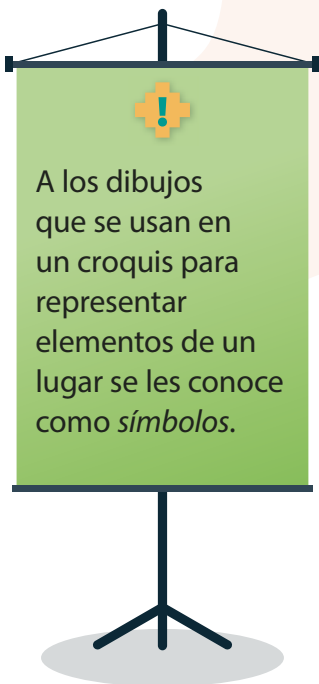 !
A los dibujos
que se usan en
un croquis para
representar
elementos de un
lugar se les conoce
como símbolos.